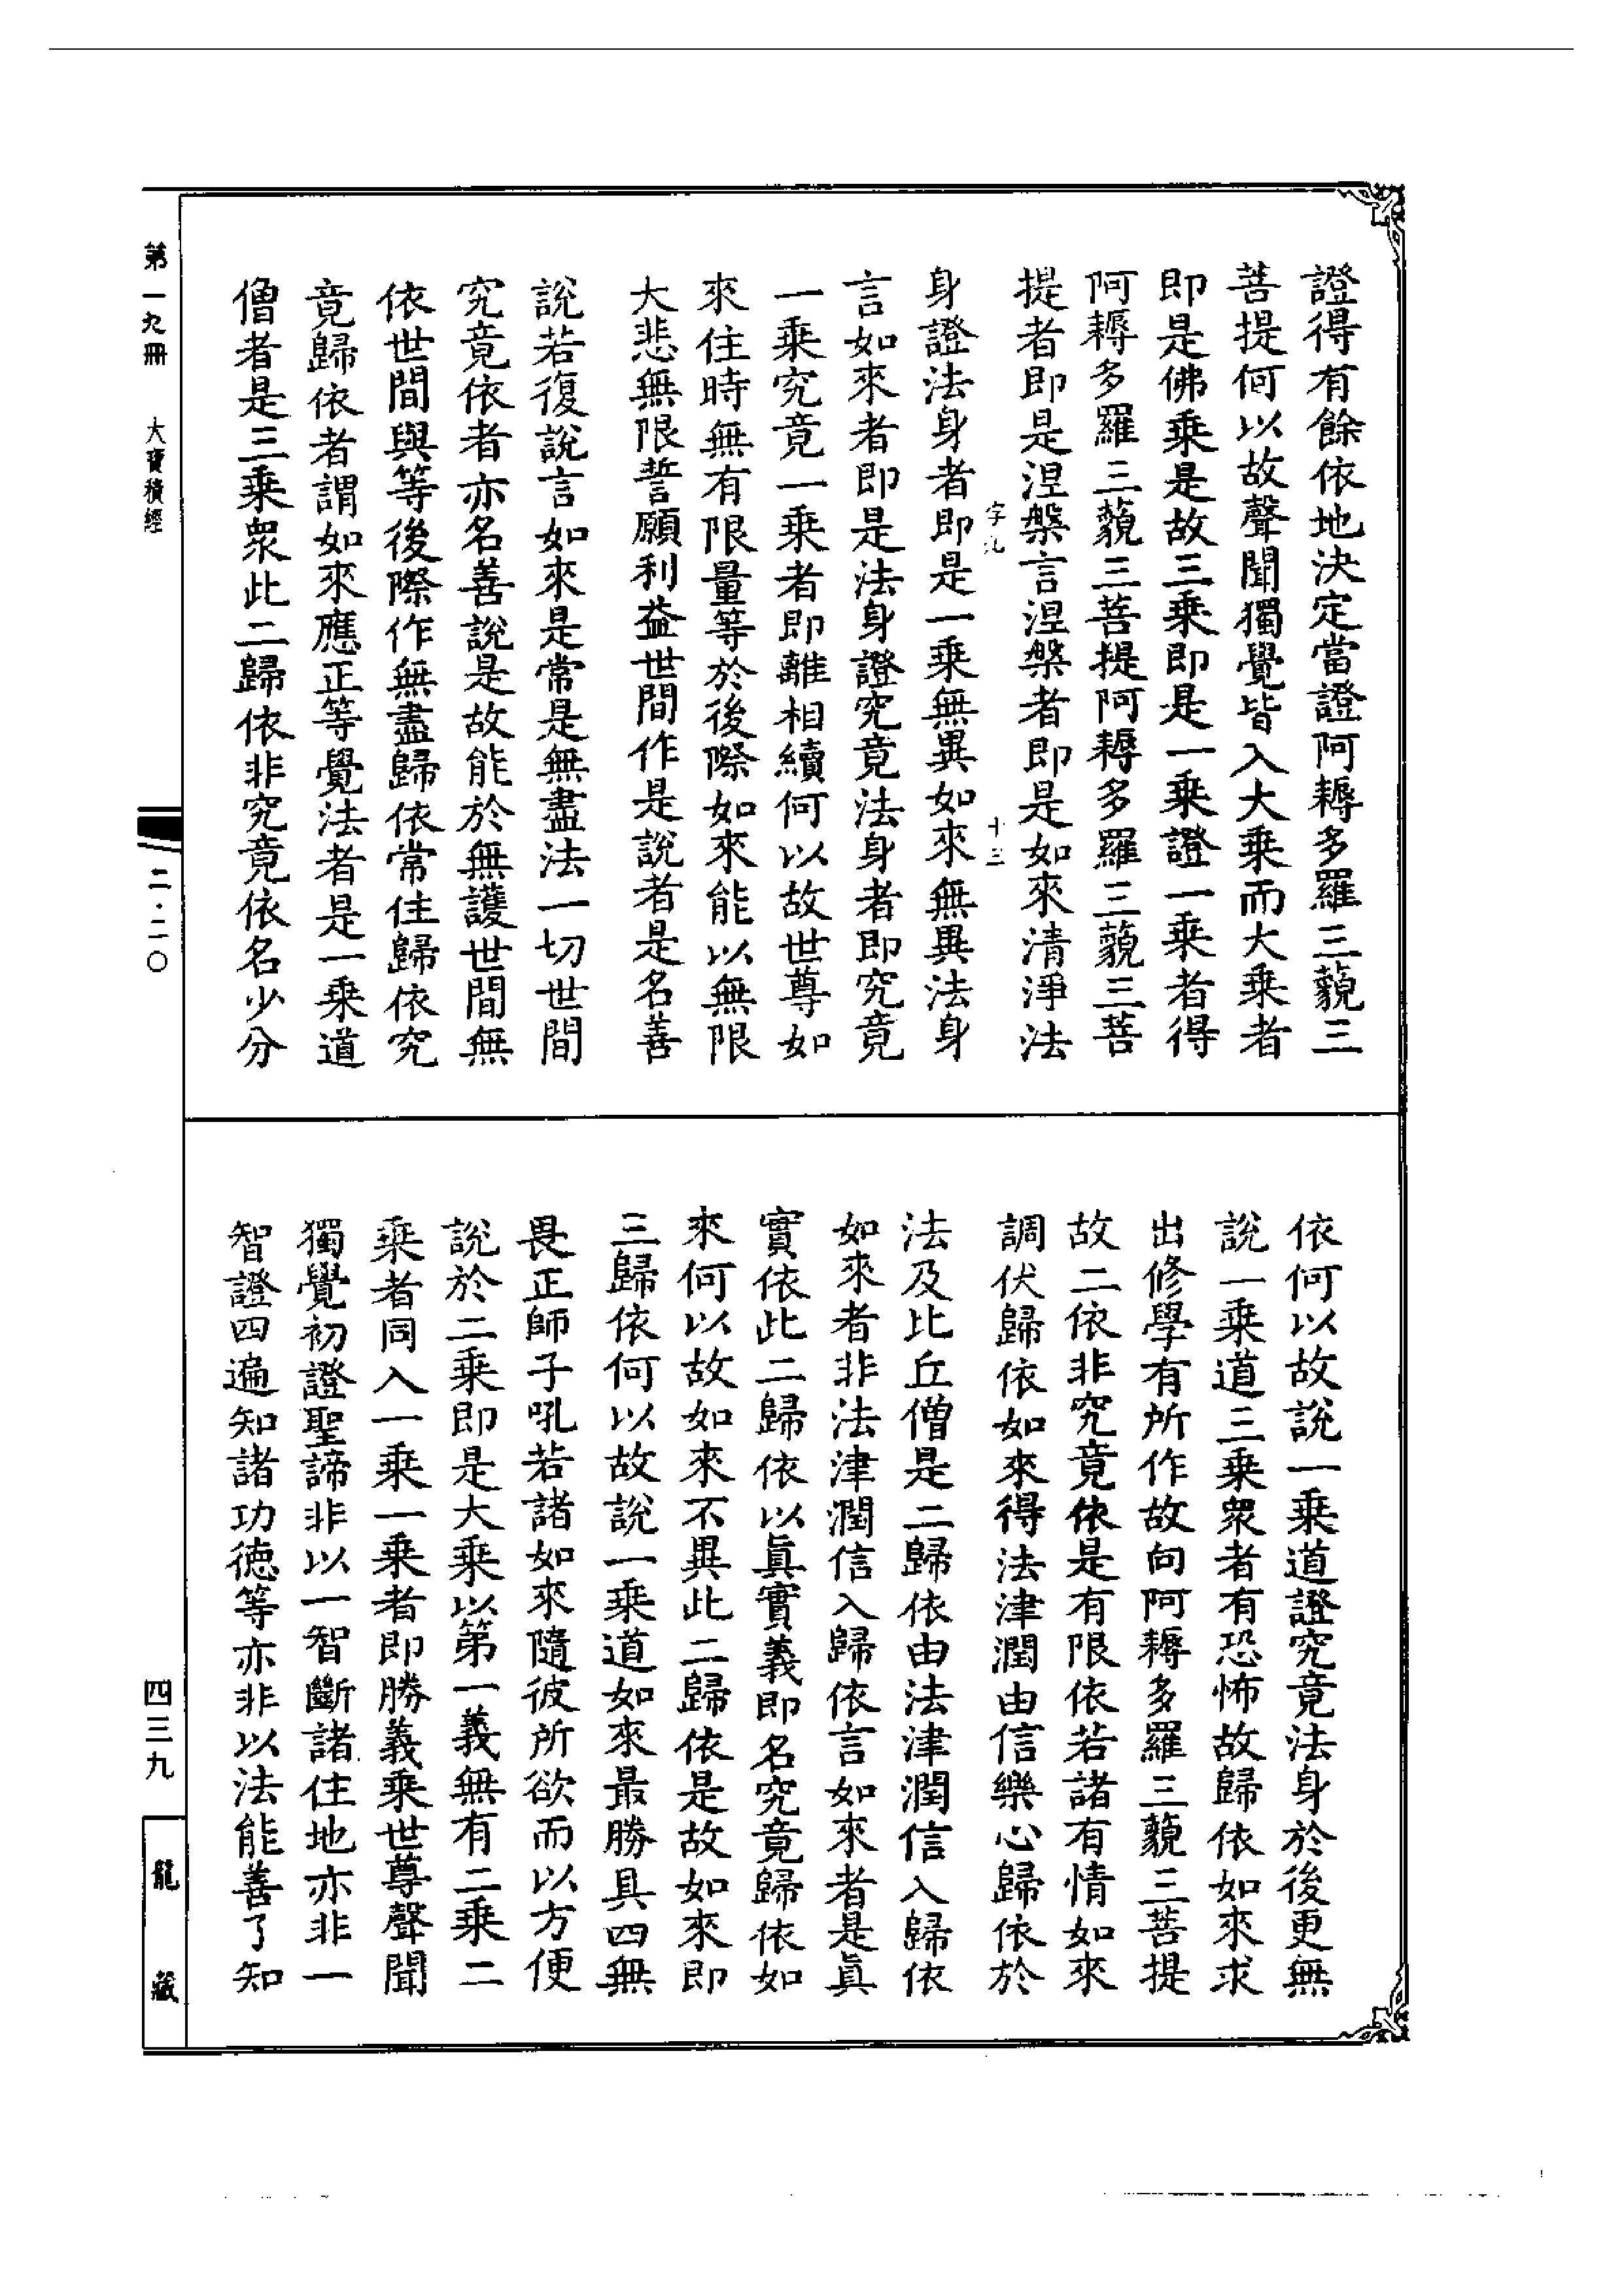 證得有餘依地決定當證阿耨多羅三藐三
菩提何以故聲聞獨覺皆入大乗而大乗者
即是佛乗是故三乗即是一乗證一乗者得
阿耨多羅三藐三菩提阿耨多羅三藐三菩
提者即是涅槃言涅槃者即是如來清淨法
字九 十三
身證法身者即是一乗無異如來無異法身
言如來者即是法身證究竟法身者即究竟
一乗究竟一乗者即離相續何以故世尊如
來住時無有限量等於後際如來能以無限
大悲無限誓願利益世間作是說者是名善
說若復說言如來是常是無盡法一切世間
究竟依者亦名善說是故能於無護世間無
依世間與等後際作無盡歸依常住歸依究
竟歸依者謂如來應正等覺法者是一乗道
僧者是三乗眾此二歸依非究竟依名少分
依何以故說一乗道證究竟法身於後更無
說一乗道三乗眾者有恐怖故歸依如來求
出修學有所作故向阿耨多羅三藐三菩提
故二依非究竟依是有限依若諸有情如來
調伏歸依如來得法津潤由信樂心歸依於
法及比丘僧是二歸依由法津潤信入歸依
如來者非法津潤信入歸依言如來者是眞
實依此二歸依以眞實義即名究竟歸依如
來何以故如來不異此二歸依是故如來即
三歸依何以故說一乗道如來最勝具四無
畏正師子吼若諸如來隨彼所欲而以方便
說於二乗即是大乗以第一義無有二乗二
乗者同入一乗一乗者即勝義乗世尊聲聞
獨覺初證聖諦非以一智斷諸住地亦非一
智證四遍知諸功德等亦非以法能善了知
第一九冊 大寶積經
二·二〇
四三九
龍藏